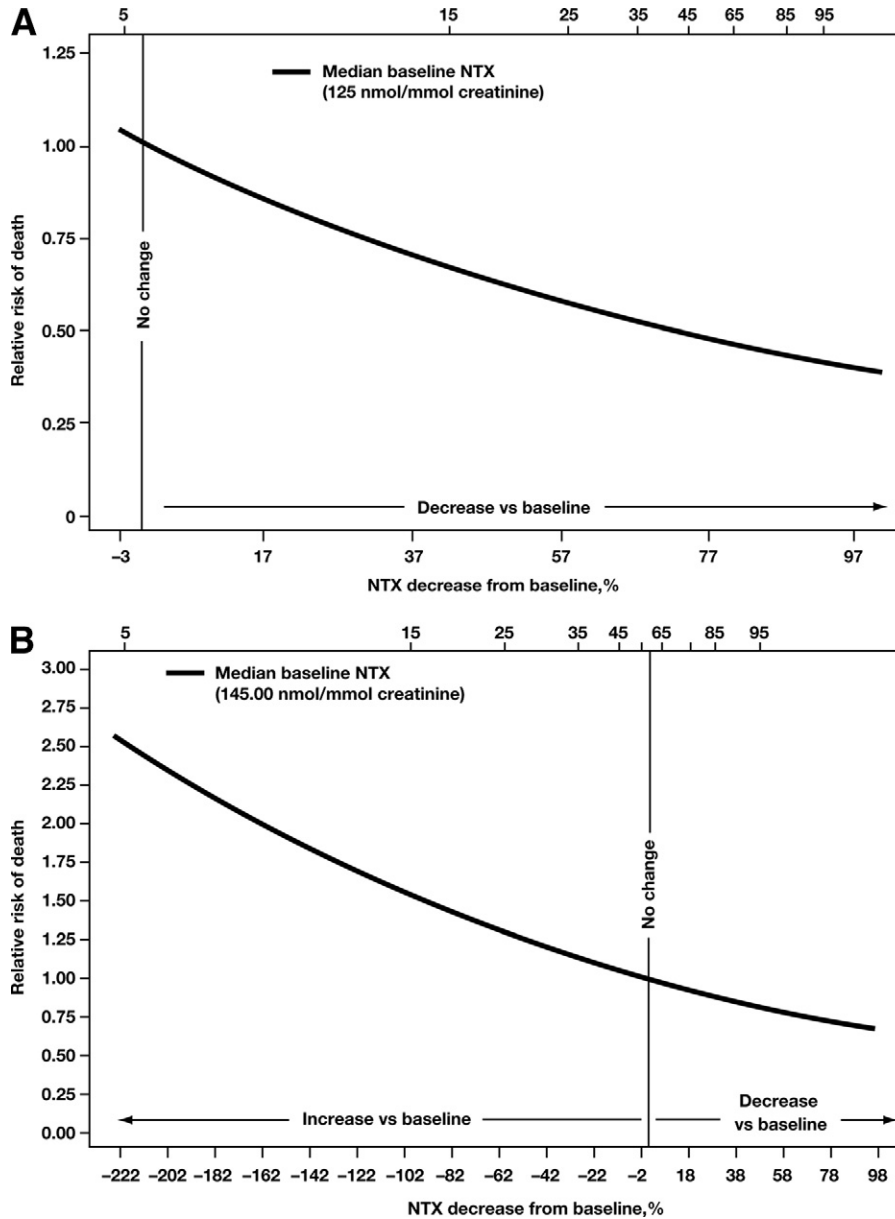 A
5 15 25 35 45 65 85 95
1.25
Median baseline NTX
(125 nmol/mmol creatinine)
1.00
0.75
0.50
0.25
0
Relative risk of death
No change
Decrease vs baseline
–3 17 37 57 77 97
NTX decrease from baseline,%
B
5 15 25 35 45 65 85 95
3.00
Median baseline NTX
(145.00 nmol/mmol creatinine)
2.75
2.50
2.25
2.00
1.75
1.50
1.25
1.00
0.75
0.50
0.25
0.00
Relative risk of death
No change
Increase vs baseline
Decrease
vs baseline
–222 –202 –182 –162 –142 –122 –102 –82 –62 –42 –22 –2 18 38 58 78 98
NTX decrease from baseline,%